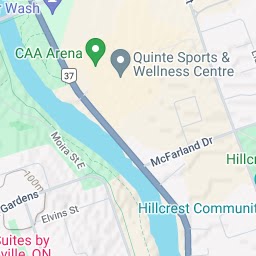 Wash
CAA Arena
Quinte Sports &
Wellness Centre
37
McFarland Dr
Moira St E
100m
Gardens
Elvins St
Hillcrest Communit
Suites by
ville, ON